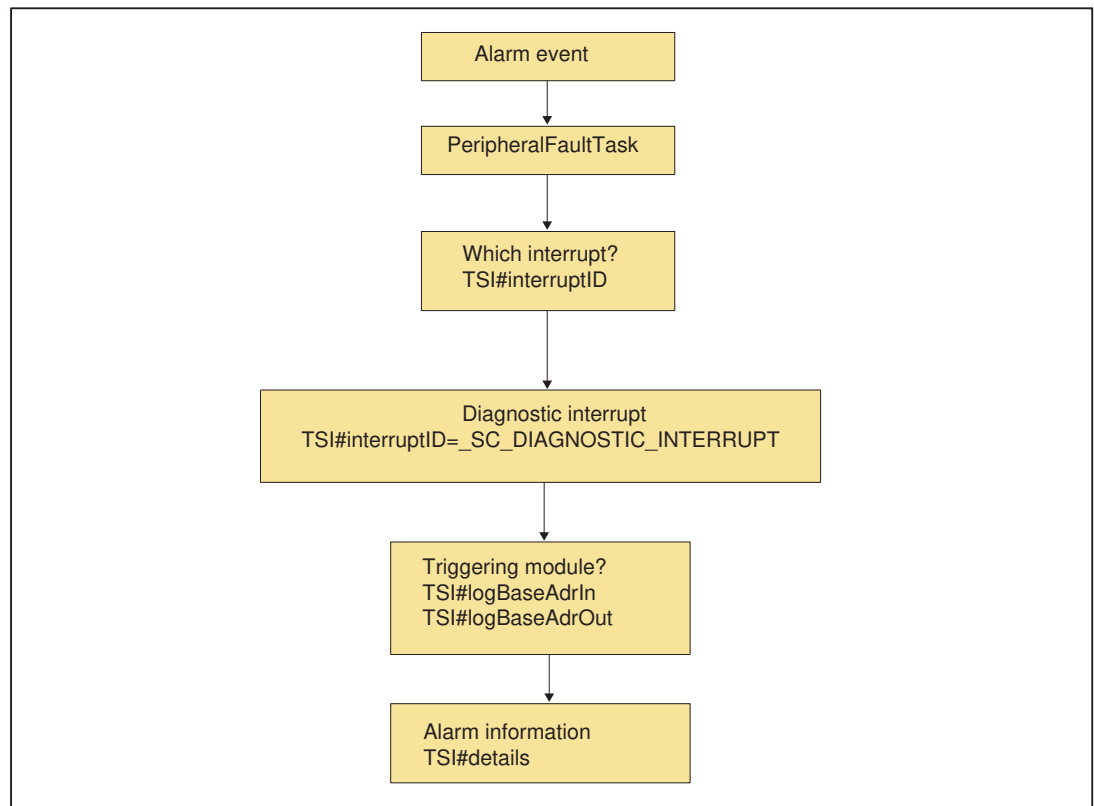 Alarm event
PeripheralFaultTask
Which interrupt?
TSI#interruptID
Diagnostic interrupt
TSI#interruptID=_SC_DIAGNOSTIC_INTERRUPT
Triggering module?
TSI#logBaseAdrIn
TSI#logBaseAdrOut
Alarm information
TSI#details